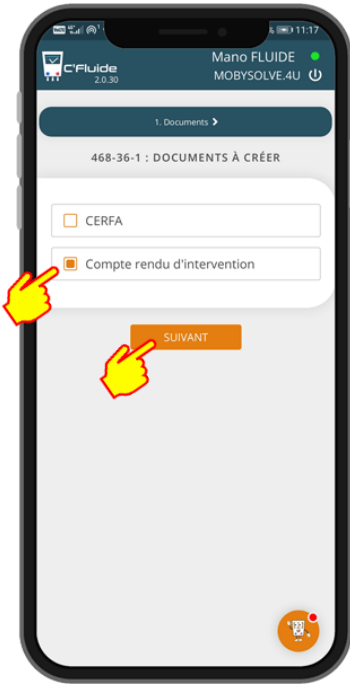 11:17
C'Fluide
2.0.30
Mano FLUIDE
MOBYSOLVE.4U
1. Documents >
468-36-1 : DOCUMENTS À CRÉER
CERFA
Compte rendu d'intervention
SUIVANT